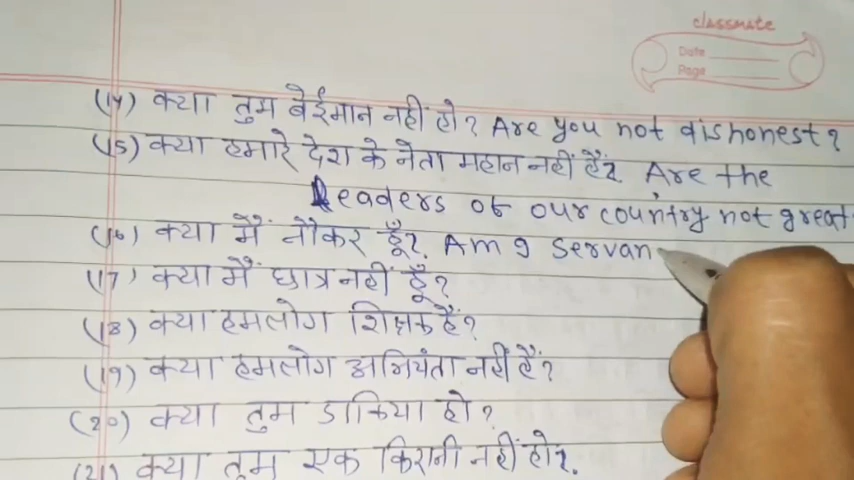 classmate
Date
Page
(14) क्या तुम बेईमान नहीं हो? Are you not dishonest?
(15) क्या हमारे देश के नेता महान नहीं हैं? Are the
Leaders of our country not great
(16) क्या मैं नौकर हूँ? Am I servan
(17) क्या मैं छात्र नहीं हूँ?
(18) क्या हमलोग शिक्षक हैं?
(19) क्या हमलोग अभियंता नहीं हैं?
(20) क्या तुम डाकिया हो?
(21) क्या तुम एक किरानी नहीं हो?